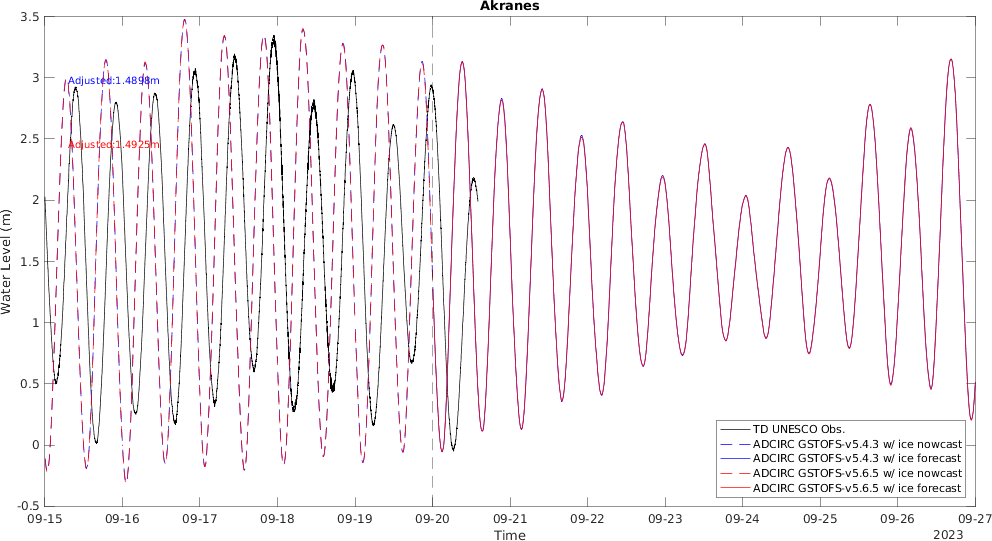 Akranes
3.5
3
2.5
2
1.5
1
0.5
0
-0.5
Water Level (m)
Adjusted:1.4898m
Adjusted:1.4925m
TD UNESCO Obs.
ADCIRC GSTOFS-v5.4.3 w/ ice nowcast
ADCIRC GSTOFS-v5.4.3 w/ ice forecast
ADCIRC GSTOFS-v5.6.5 w/ ice nowcast
ADCIRC GSTOFS-v5.6.5 w/ ice forecast
09-15 09-16 09-17 09-18 09-19 09-20 09-21 09-22 09-23 09-24 09-25 09-26 09-27
Time
2023